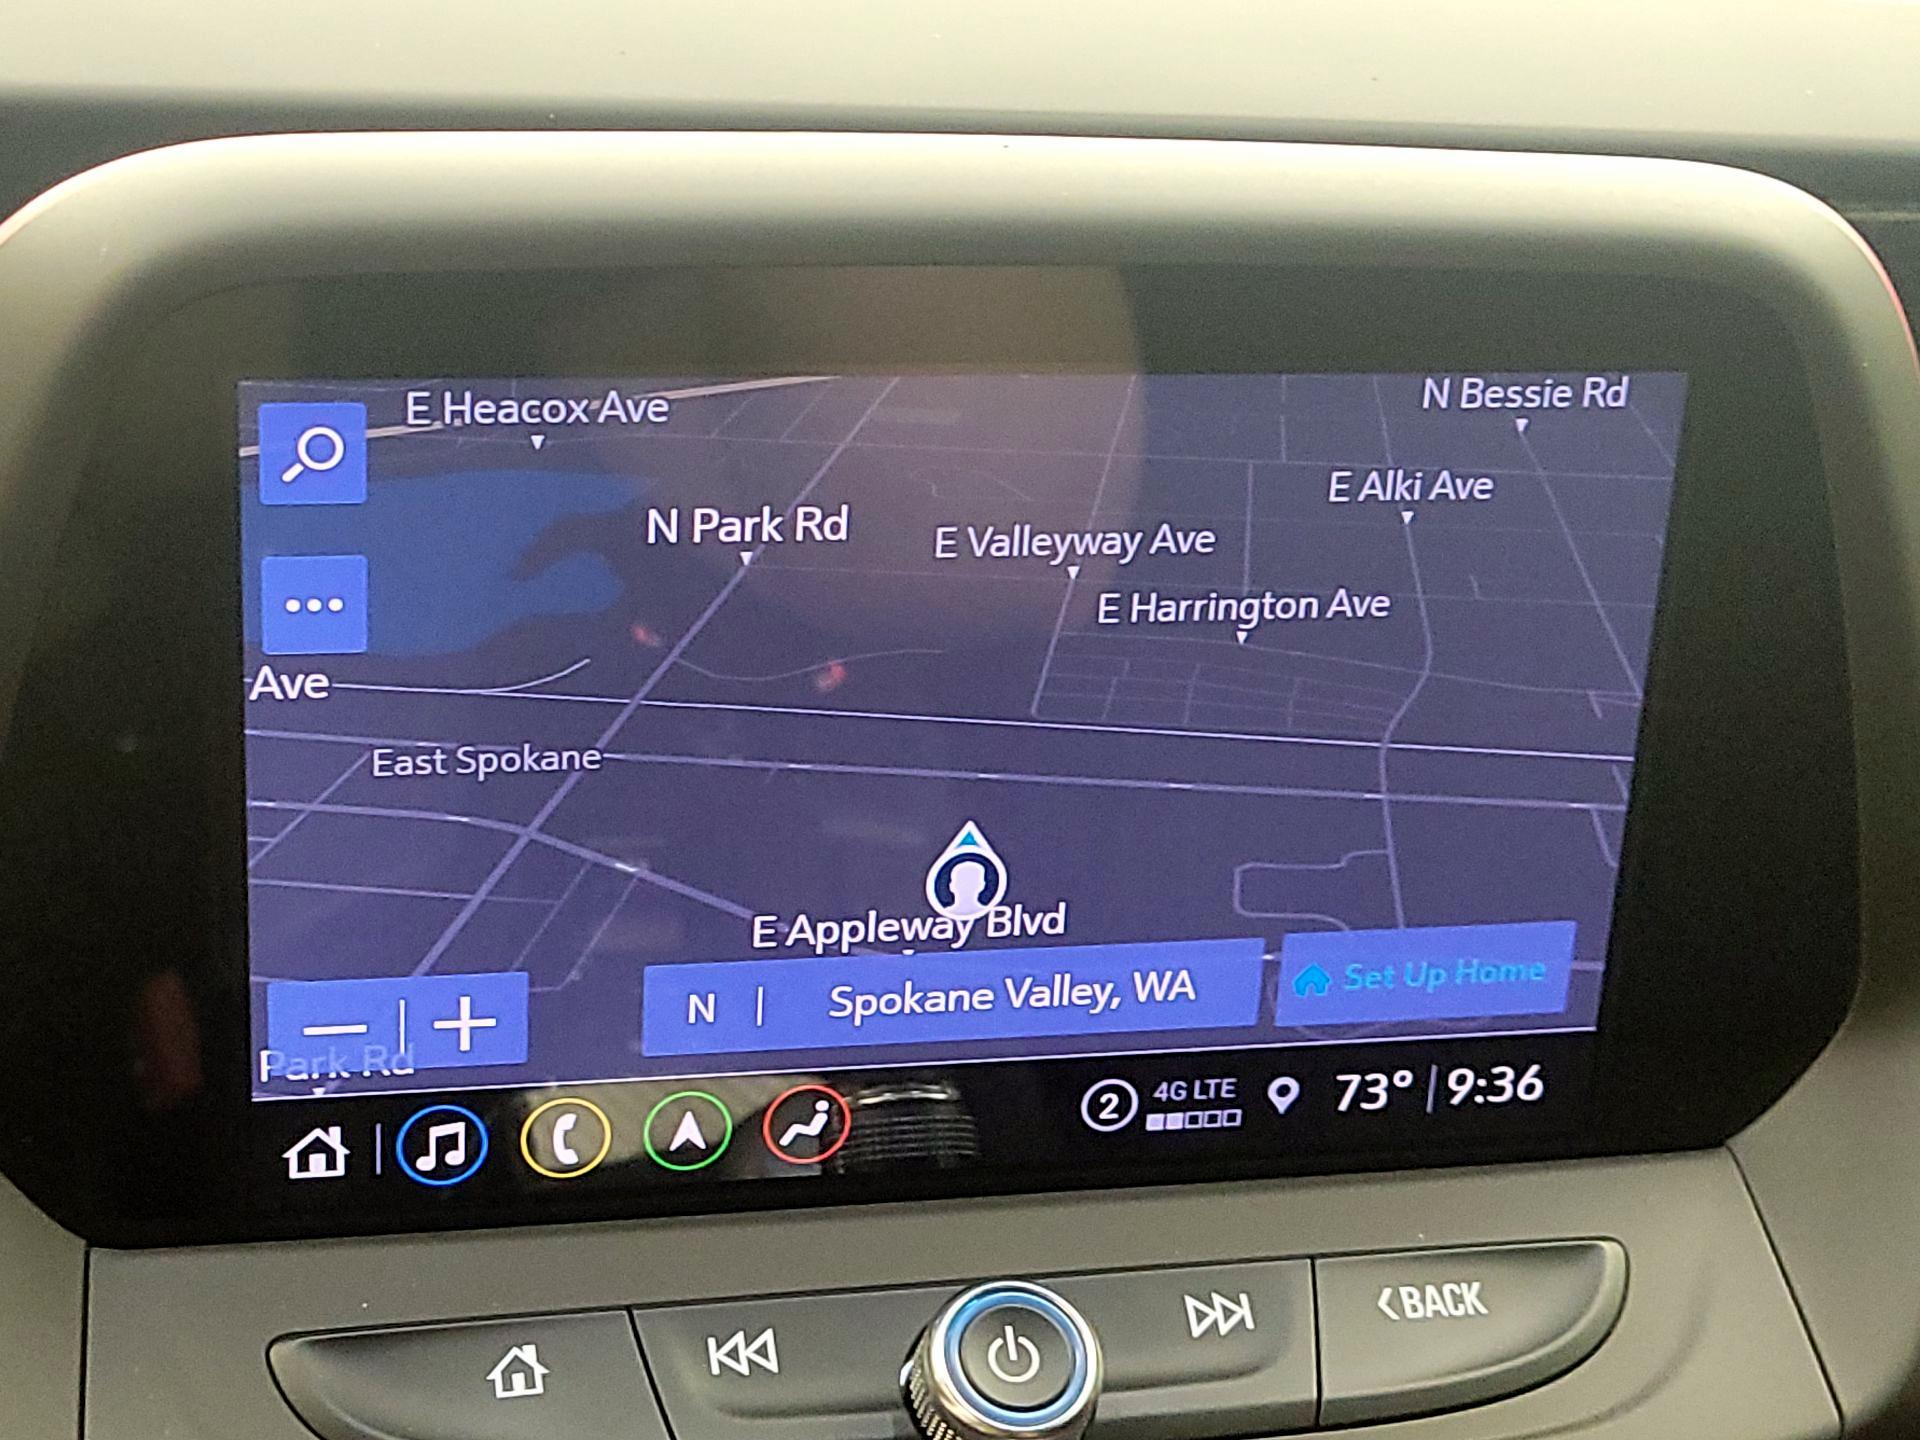 E Heacox Ave
N Bessie Rd
E Alki Ave
N Park Rd
E Valleyway Ave
E Harrington Ave
Ave
East Spokane
E Appleway Blvd
N | Spokane Valley, WA
Set Up Home
Park Rd
2 4G LTE 73° | 9:36
<BACK